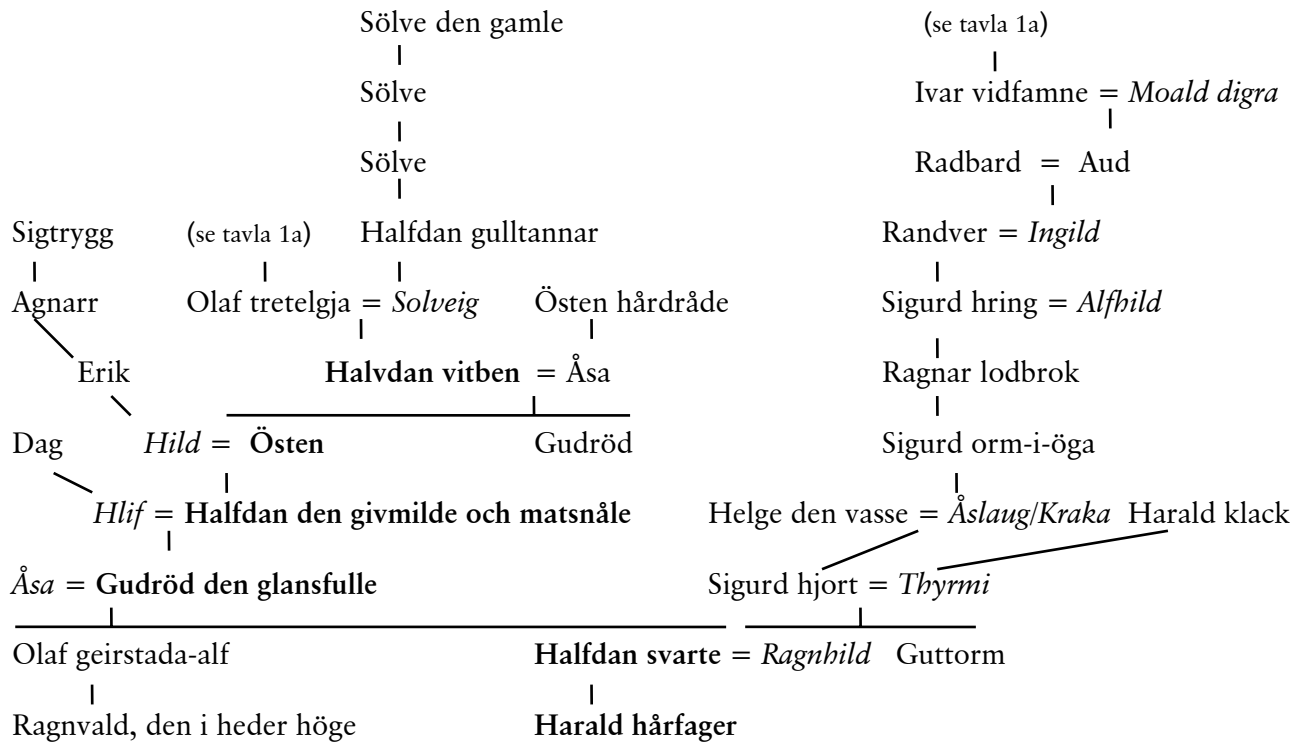 Sölve den gamle (se tavla 1a)
Sölve Ivar vidfamne = Moald digra
Sölve Radbard = Aud
Sigtrygg (se tavla 1a) Halfdan gulltannar Randver = Ingild
Agnarr Olaf tretelgja = Solveig Östen hårdråde Sigurd hring = Alfhild
Erik Halvdan vitben = Åsa Ragnar lodbrok
Dag Hild = Östen Gudröd Sigurd orm-i-öga
Hlif = Halfdan den givmilde och matsnåle Helge den vasse = Åslaug/Kraka Harald klack
Åsa = Gudröd den glansfulle Sigurd hjort = Thyrmi
Olaf geirstada-alf Halfdan svarte = Ragnhild Guttorm
Ragnvald, den i heder höge Harald hårfager